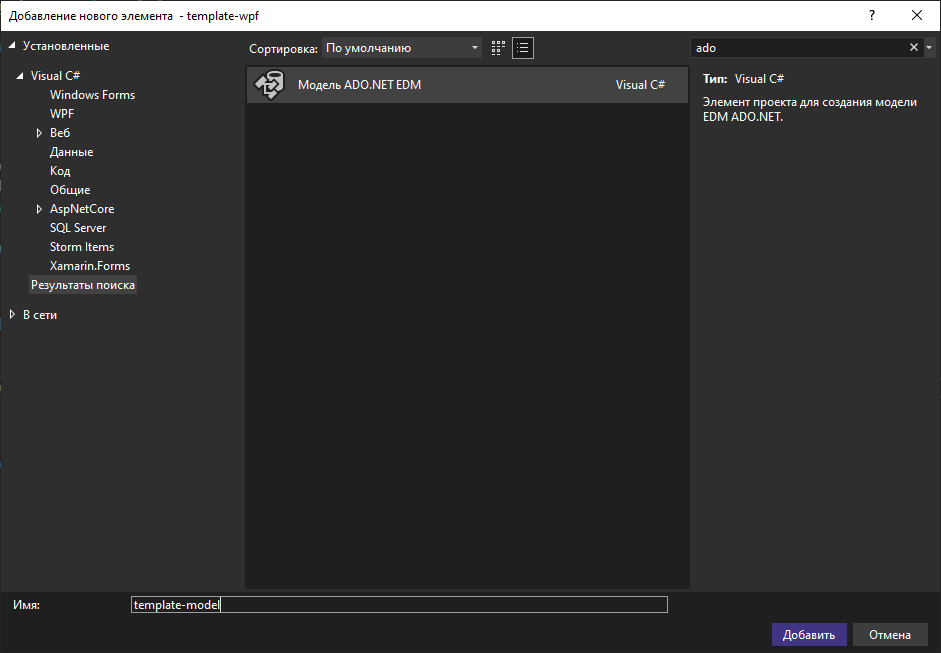 Добавление нового элемента - template-wpf
?
Установленные
Visual C#
Windows Forms
WPF
Веб
Данные
Код
Общие
AspNetCore
SQL Server
Storm Items
Xamarin.Forms
Результаты поиска
В сети
Сортировка: По умолчанию
Модель ADO.NET EDM Visual C#
ado
Тип: Visual C#
Элемент проекта для создания модели
EDM ADO.NET.
Имя: template-model
Добавить Отмена